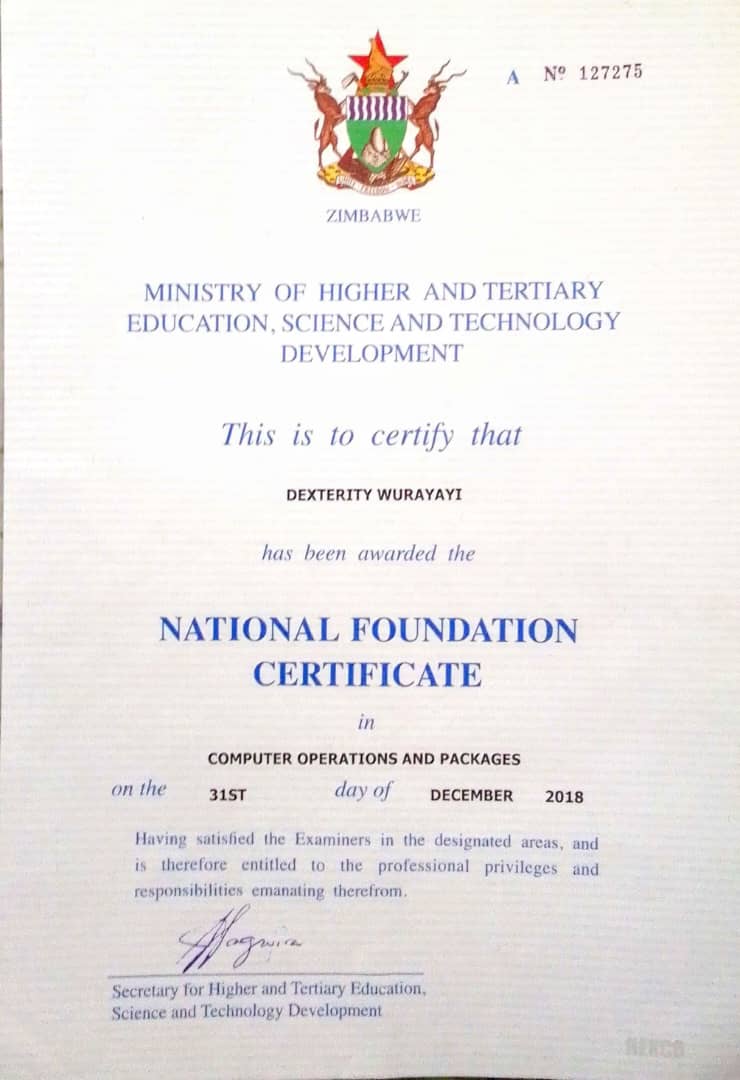 A Nº 127275
ZIMBABWE
MINISTRY OF HIGHER AND TERTIARY
EDUCATION, SCIENCE AND TECHNOLOGY
DEVELOPMENT
This is to certify that
DEXTERITY WURAYAYI
has been awarded the
NATIONAL FOUNDATION
CERTIFICATE
in
COMPUTER OPERATIONS AND PACKAGES
on the 31ST day of DECEMBER 2018
Having satisfied the Examiners in the designated areas, and
is therefore entitled to the professional privileges and
responsibilities emanating therefrom.
Secretary for Higher and Tertiary Education,
Science and Technology Development